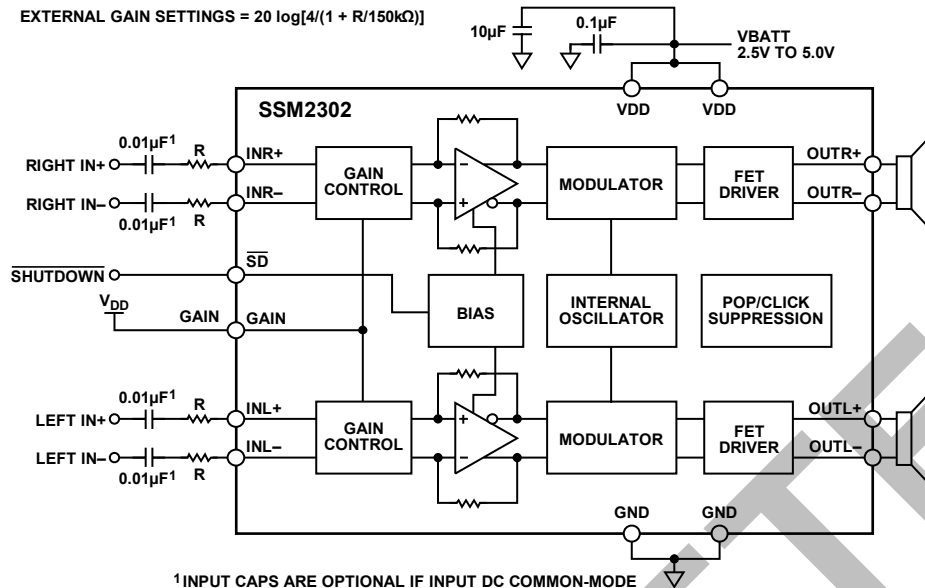 EXTERNAL GAIN SETTINGS = 20 log[4/(1 + R/150kΩ)]
10µF
0.1µF
VBATT
2.5V TO 5.0V
VDD
VDD
SSM2302
0.01µF1
R
RIGHT IN+
INR+
RIGHT IN–
INR–
0.01µF1
R
GAIN
CONTROL
–
+
MODULATOR
FET
DRIVER
OUTR+
OUTR–
SHUTDOWN
SD
VDD
GAIN
GAIN
BIAS
INTERNAL
OSCILLATOR
POP/CLICK
SUPPRESSION
0.01µF1
R
LEFT IN+
INL+
LEFT IN–
INL–
0.01µF1
R
GAIN
CONTROL
+
–
MODULATOR
FET
DRIVER
OUTL+
OUTL–
GND
GND
1INPUT CAPS ARE OPTIONAL IF INPUT DC COMMON-MODE